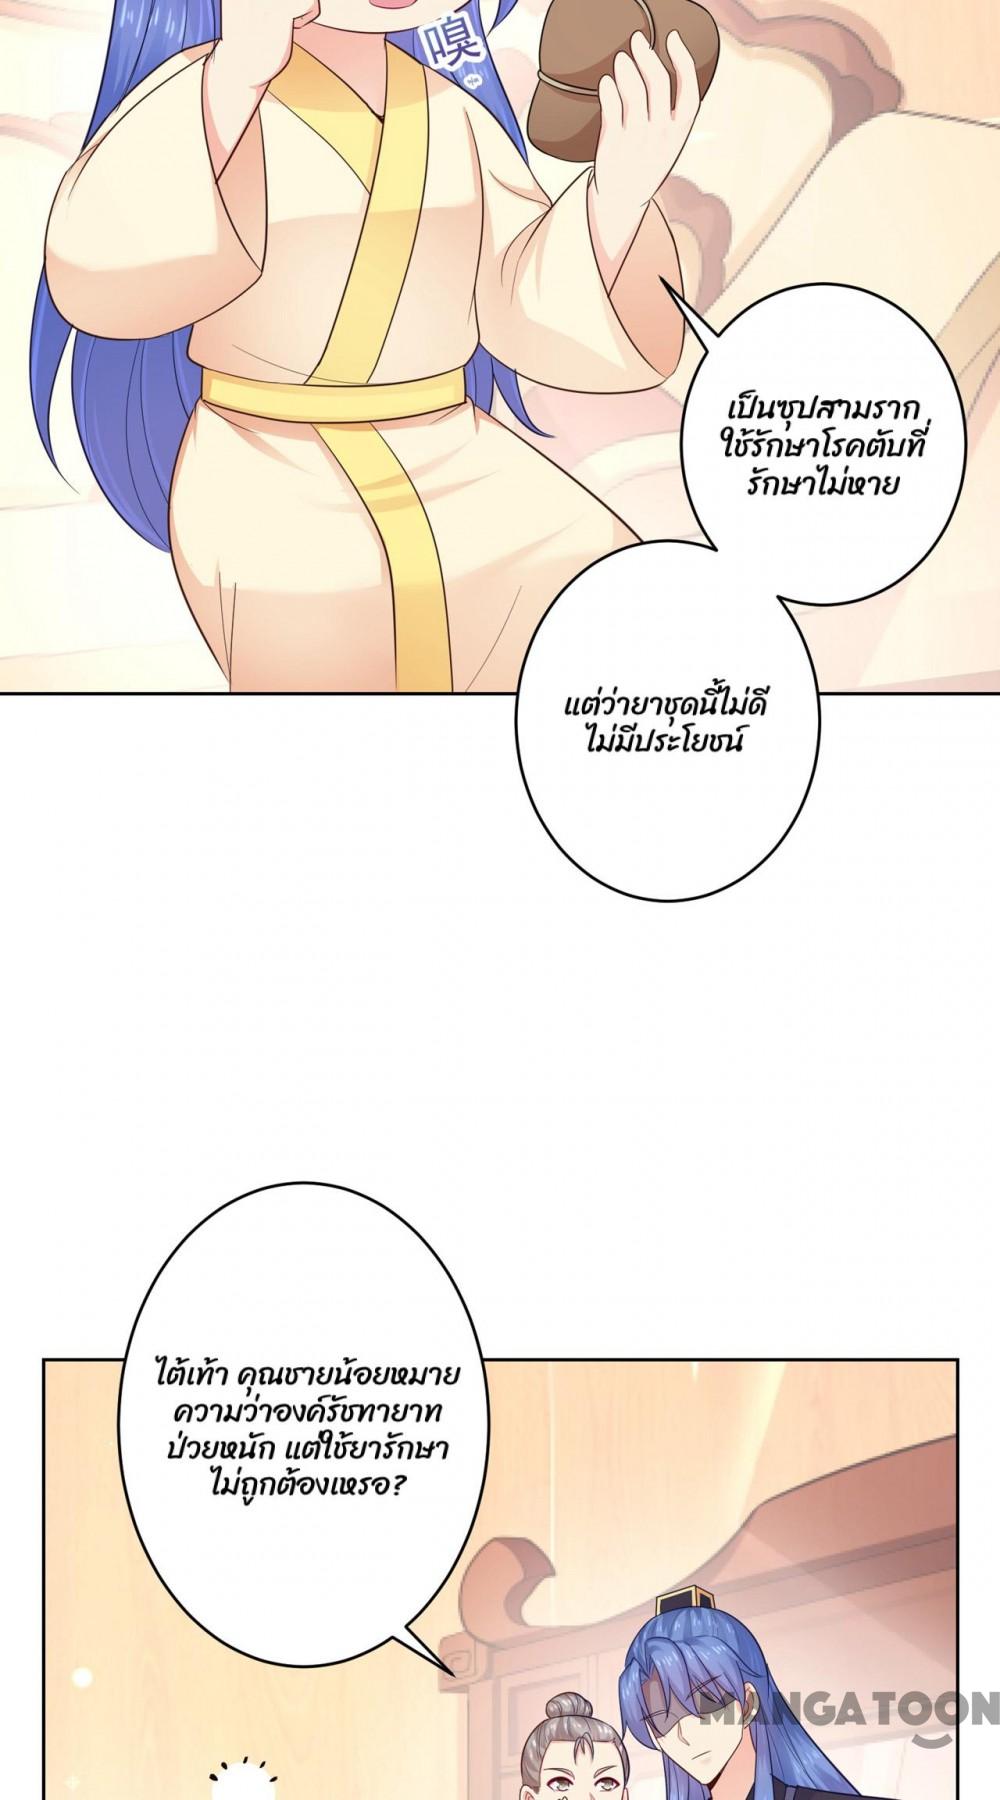 嗅
เป็นซุปสามราก
ใช้รักษาโรคตับที่
รักษาไม่หาย
แต่ว่ายาชุดนี้ไม่ดี
ไม่มีประโยชน์
ไต้เท้า คุณชายน้อยหมาย
ความว่าองค์รัชทายาท
ป่วยหนัก แต่ใช้ยารักษา
ไม่ถูกต้องเหรอ?
MANGATOON